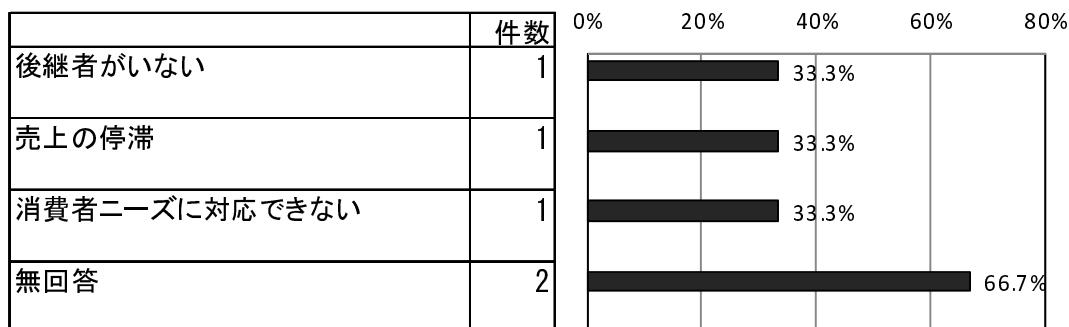 0% 20% 40% 60% 80%
件数
後継者がいない 1 33.3%
売上の停滞 1 33.3%
消費者ニーズに対応できない 1 33.3%
無回答 2 66.7%